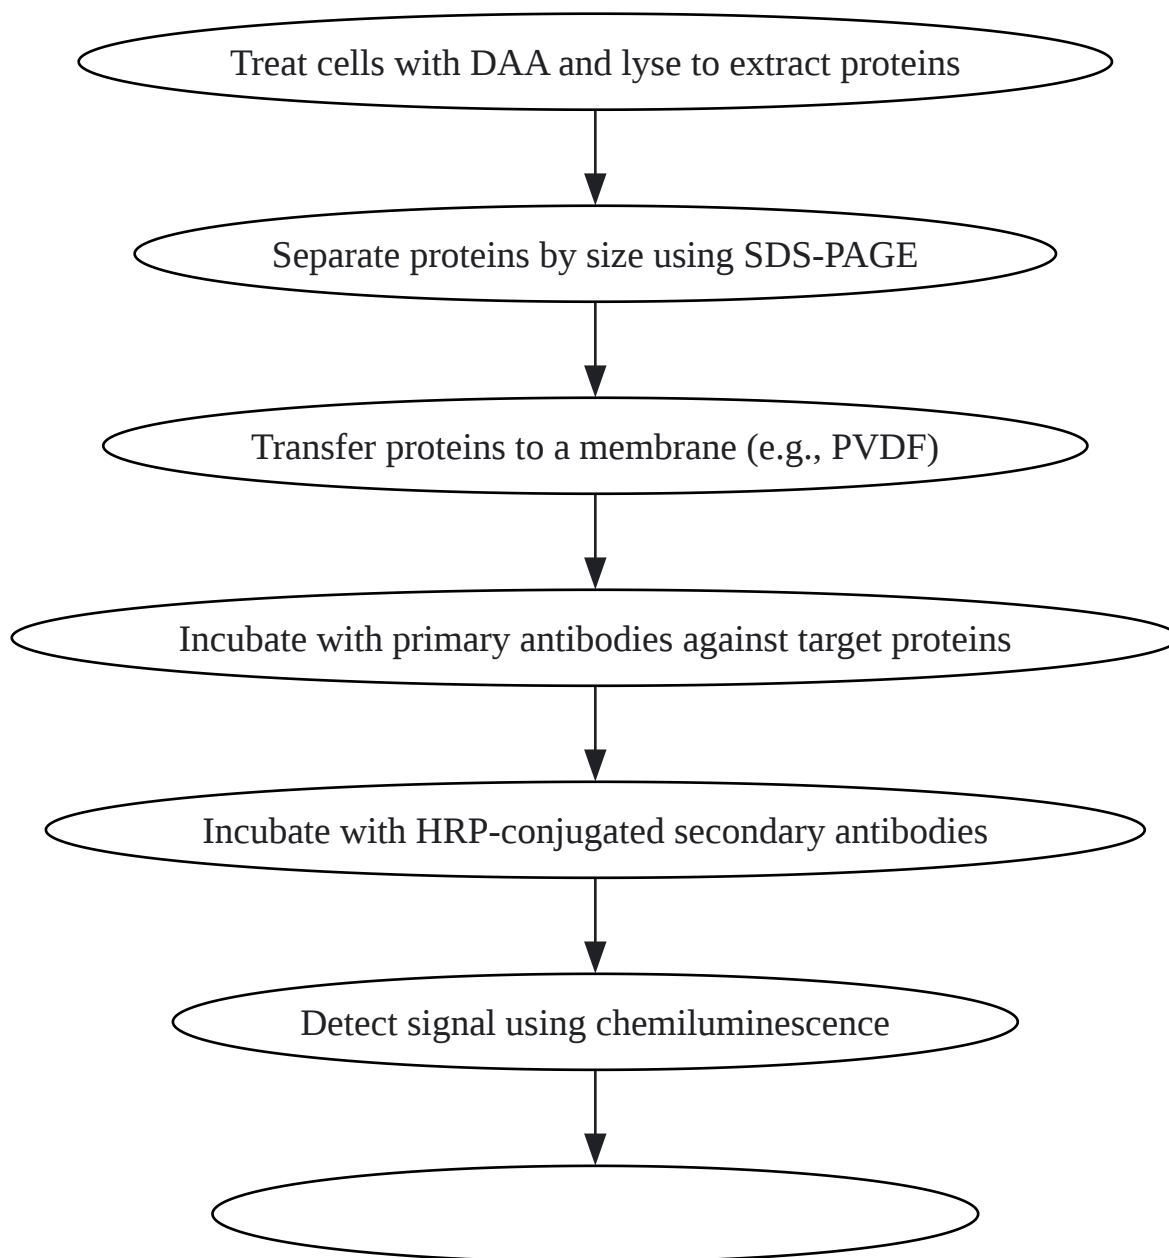 Treat cells with DAA and lyse to extract proteins
Separate proteins by size using SDS-PAGE
Transfer proteins to a membrane (e.g., PVDF)
Incubate with primary antibodies against target proteins
Incubate with HRP-conjugated secondary antibodies
Detect signal using chemiluminescence